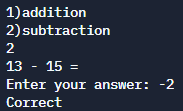 1)addition
2)subtraction
2
13 - 15 =
Enter your answer: -2
Correct